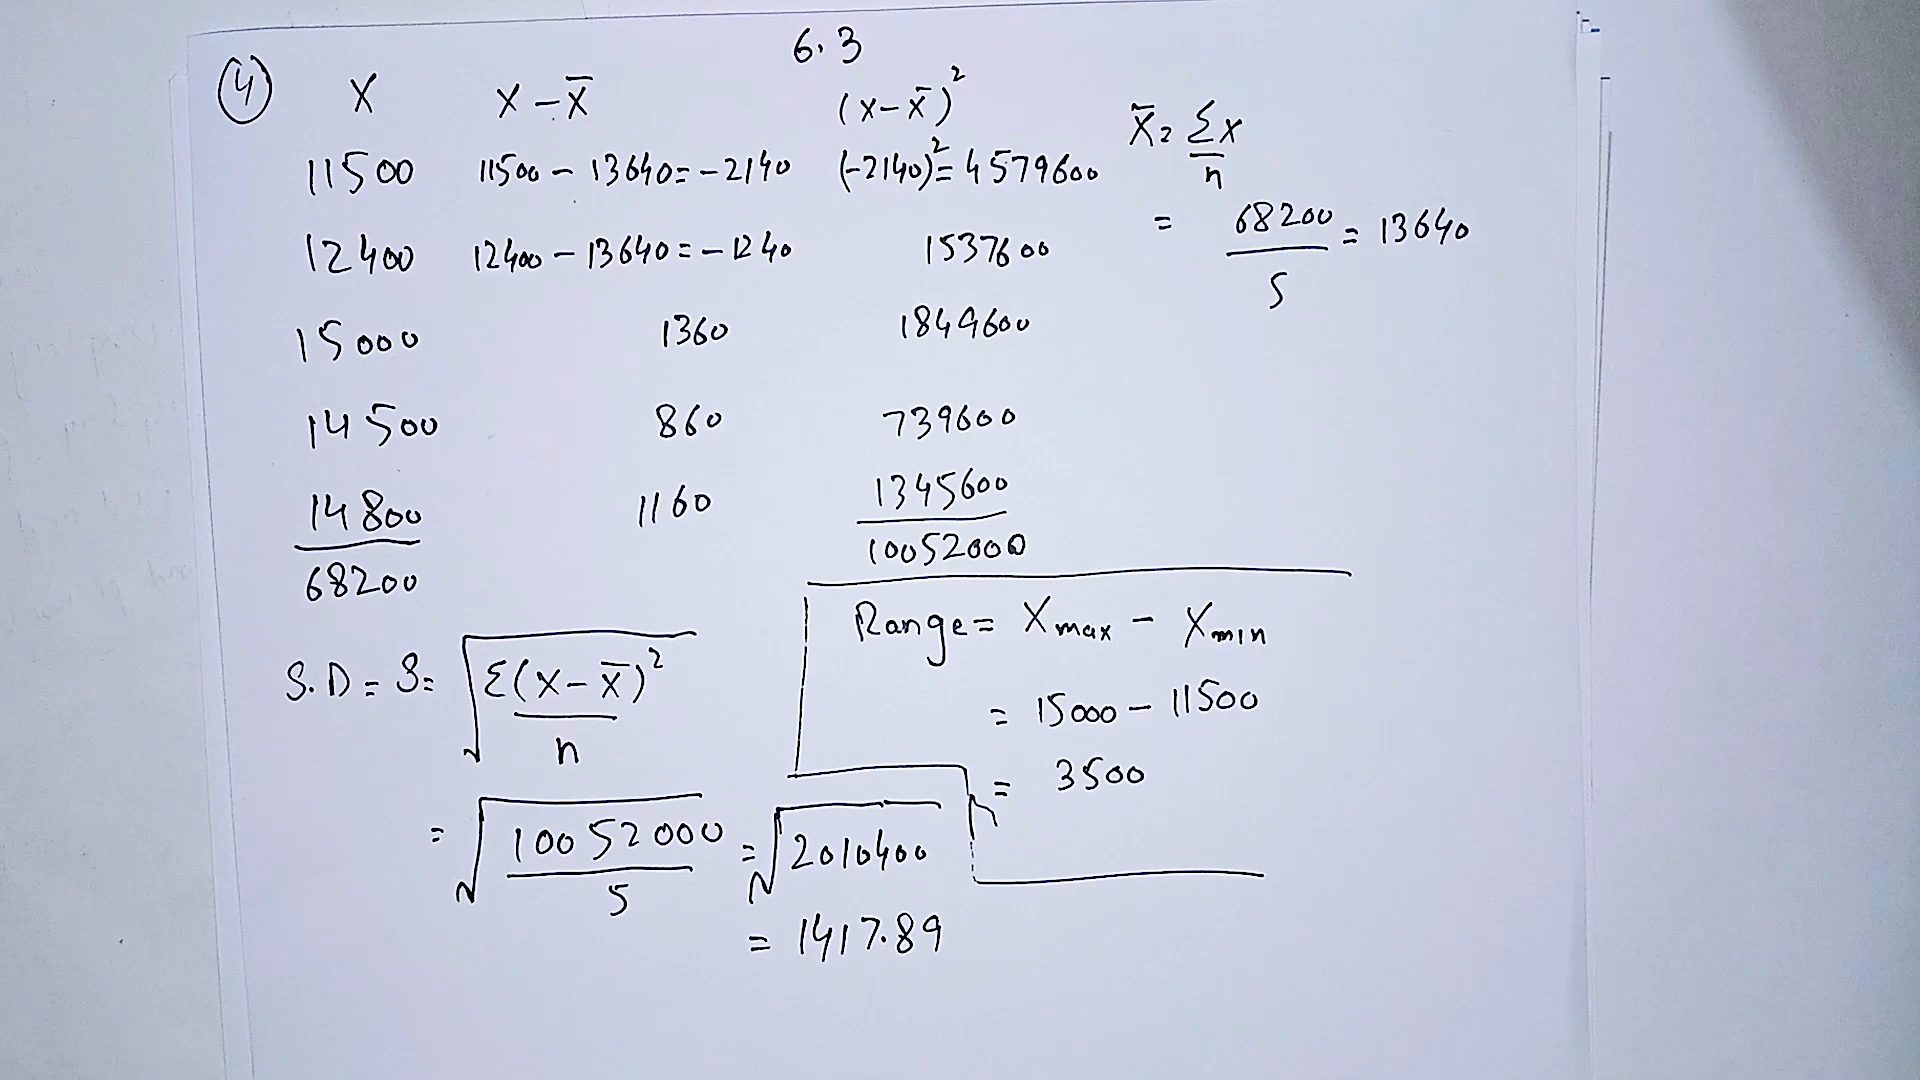 6.3
④ X X - X̄ (x - x̄)²
11500 11500 - 13640 = -2140 (-2140)² = 4579600
12400 12400 - 13640 = -1240 1537600
15000 1360 1849600
14500 860 739600
14800 1160 1345600
68200 10052000
X̄ = Σx / n
= 68200 / 5 = 13640
S.D = S = √(Σ(x - x̄)² / n)
= √(10052000 / 5) = √2010400
= 1417.89
Range = Xmax - Xmin
= 15000 - 11500
= 3500